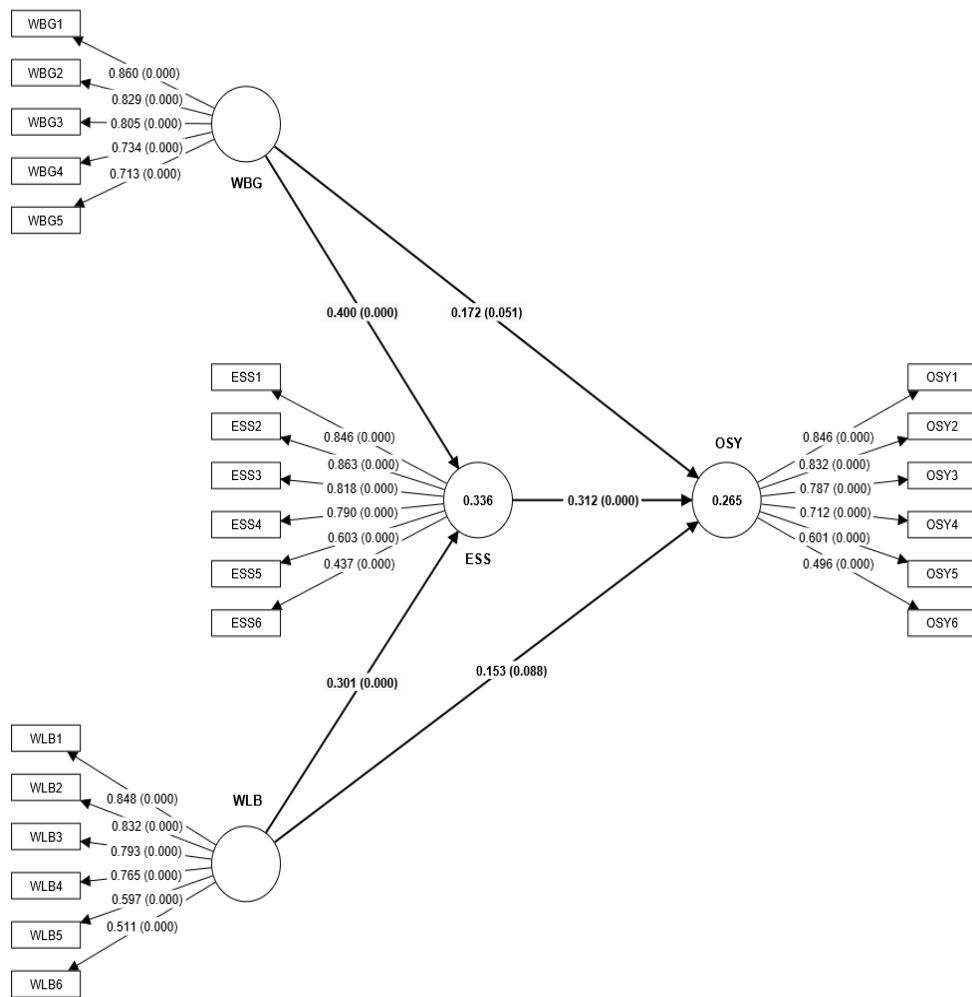 WBG1
0.860 (0.000)
WBG2
0.829 (0.000)
WBG3
0.805 (0.000)
WBG4
0.734 (0.000)
WBG5
0.713 (0.000)
WBG
0.400 (0.000)
0.172 (0.051)
ESS1
0.846 (0.000)
ESS2
0.863 (0.000)
ESS3
0.818 (0.000)
ESS4
0.790 (0.000)
ESS5
0.603 (0.000)
ESS6
0.437 (0.000)
0.336
ESS
0.312 (0.000)
OSY
0.265
OSY1
0.846 (0.000)
OSY2
0.832 (0.000)
OSY3
0.787 (0.000)
OSY4
0.712 (0.000)
OSY5
0.601 (0.000)
OSY6
0.496 (0.000)
0.301 (0.000)
0.153 (0.088)
WLB1
0.848 (0.000)
WLB2
0.832 (0.000)
WLB3
0.793 (0.000)
WLB4
0.765 (0.000)
WLB5
0.597 (0.000)
WLB6
0.511 (0.000)
WLB